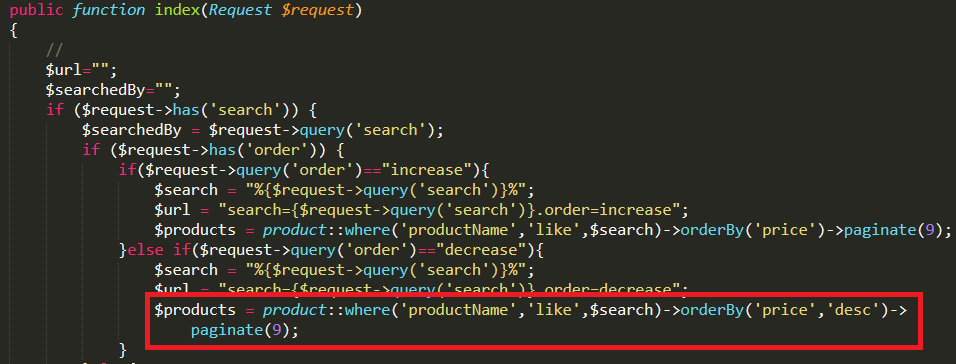 public function index(Request $request)
{
//
$url="";
$searchedBy="";
if ($request->has('search')) {
$searchedBy = $request->query('search');
if ($request->has('order')) {
if($request->query('order')=="increase"){
$search = "%{$request->query('search')}%";
$url = "search={$request->query('search')}.order=increase";
$products = product::where('productName','like',$search)->orderBy('price')->paginate(9);
}else if($request->query('order')=="decrease"){
$search = "%{$request->query('search')}%";
$url = "search={$request->query('search')}.order=decrease";
$products = product::where('productName','like',$search)->orderBy('price','desc')->
paginate(9);
}